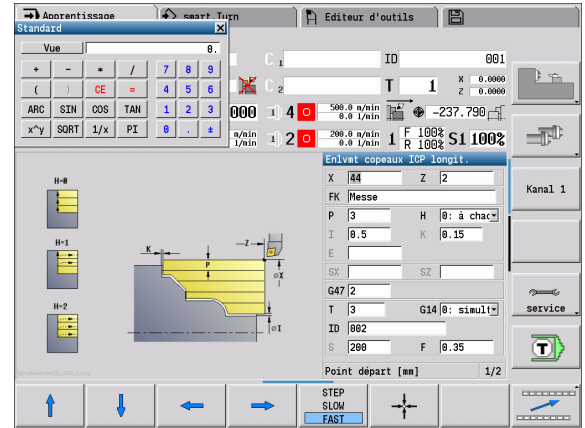 Apprentissage
smart Turn
Editeur d'outils
Standard
X
Vue
0.
+ - * / 7 8 9
( ) CE = 4 5 6
ARC SIN COS TAN 1 2 3
x^y SQRT 1/x PI 0 . ±
C 1
ID 001
C 2
T 1
X 0.0000
Z 0.0000
000
4
500.0 m/min
0.0 1/min
-237.790
m/min
1/min
2
200.0 m/min
0.0 1/min
1
F 100%
R 100%
S1 100%
Enlvmt copeaux ICP longit.
X 44 Z 2
FK Messe
P 3 H 0: à chac
I 0.5 K 0.15
E
SX SZ
G47 2
T 3 G14 0: simult
ID 002
S 200 F 0.35
Point départ [mm] 1/2
H=0
H=1
H=2
K
P
Z
øX
øI
Kanal 1
service
T
STEP
SLOW
FAST